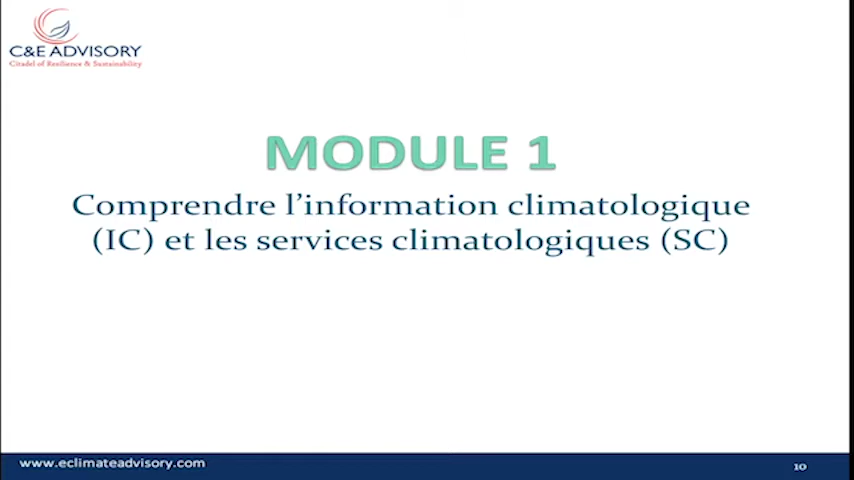 C&E ADVISORY
Citadel of Resilience & Sustainability
MODULE 1
Comprendre l’information climatologique
(IC) et les services climatologiques (SC)
www.eclimateadvisory.com
10